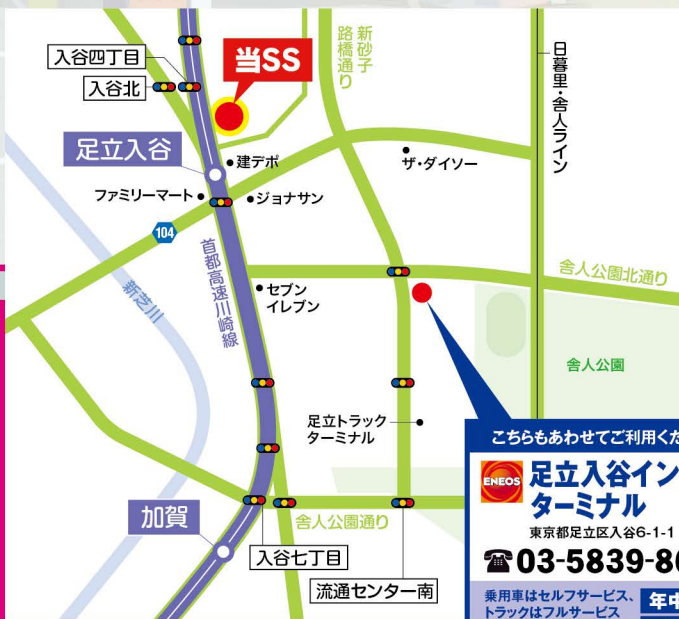 入谷四丁目
入谷北
当SS
新砂子
路橋通り
日暮里・舎人ライン
足立入谷
建デポ
ザ・ダイソー
ファミリーマート
ジョナサン
104
首都高速川崎線
新芝川
セブン
イレブン
舎人公園北通り
舎人公園
足立トラック
ターミナル
加賀
舎人公園通り
入谷七丁目
流通センター南
こちらもあわせてご利用くだ
ENEOS
足立入谷イン
ターミナル
東京都足立区入谷6-1-1
☎03-5839-8
乗用車はセルフサービス、
トラックはフルサービス
年中